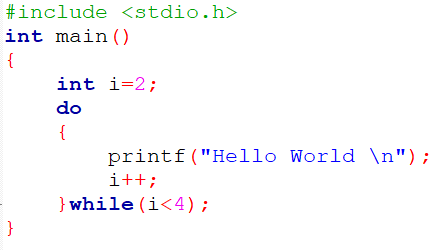 #include <stdio.h>
int main()
{
    int i=2;
    do
    {
        printf("Hello World \n");
        i++;
    }while(i<4);
}